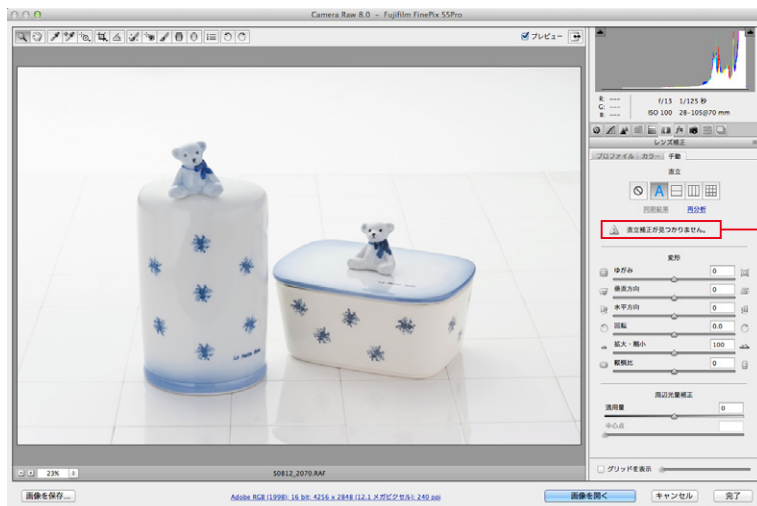 Camera Raw 8.0 – Fujifilm FinePix S5Pro
プレビュー
R: ---
G: ---
B: ---
f/13 1/125 秒
ISO 100 28-105@70 mm
レンズ補正
プロファイル カラー 手動
直立
A
同期結果 再分析
直立補正が見つかりません。
変形
ゆがみ 0
垂直方向 0
水平方向 0
回転 0.0
拡大・縮小 100
縦横比 0
周辺光量補正
適用量 0
中心点
グリッドを表示
Le Petit Bleu
23%
S0812_2070.RAF
画像を保存...
Adobe RGB (1998); 16 bit; 4256 x 2848 (12.1 メガピクセル); 240 ppi
画像を開く
キャンセル
完了